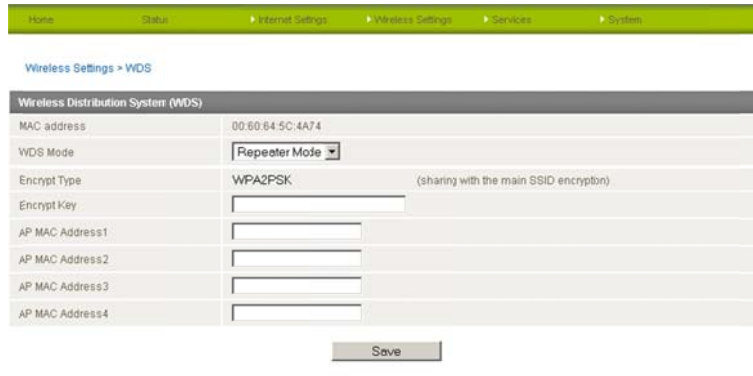 Home Status Internet Settings Wireless Settings Services System
Wireless Settings > WDS
Wireless Distribution System (WDS)
MAC address 00:60:64:5C:4A74
WDS Mode Repeater Mode
Encrypt Type WPA2PSK (sharing with the main SSID encryption)
Encrypt Key
AP MAC Address1
AP MAC Address2
AP MAC Address3
AP MAC Address4
Save